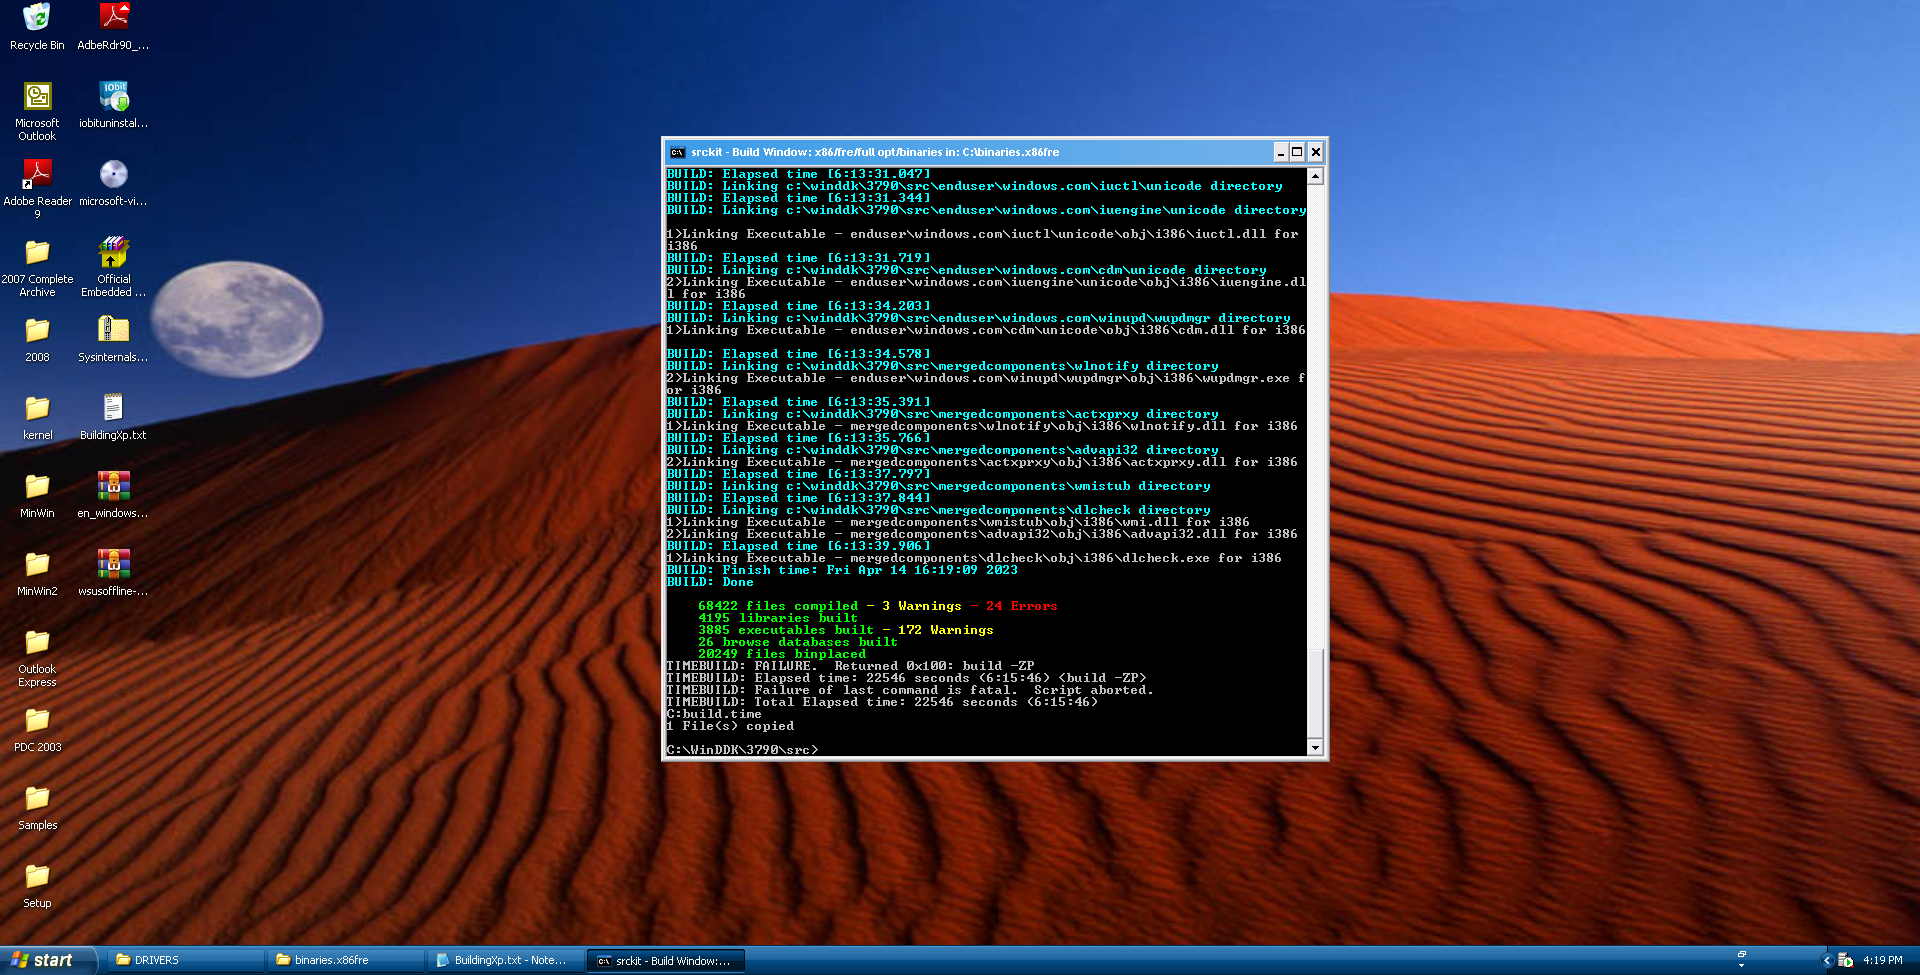 Recycle Bin
AdbeRdr90_...
Microsoft
Outlook
iobituninstal...
Adobe Reader
9
microsoft-vi...
2007 Complete
Archive
Official
Embedded ...
2008
Sysinternals...
kernel
BuildingXp.txt
MinWin
en_windows...
MinWin2
wsusoffline-...
Outlook
Express
PDC 2003
Samples
Setup
srckit - Build Window: x86/fre/full opt/binaries in: C:\binaries.x86fre
BUILD: Elapsed time [6:13:31.047]
BUILD: Linking c:\winddk\3790\src\enduser\windows.com\iuctl\unicode directory
BUILD: Elapsed time [6:13:31.344]
BUILD: Linking c:\winddk\3790\src\enduser\windows.com\iuengine\unicode directory
1>Linking Executable - enduser\windows.com\iuctl\unicode\obj\i386\iuctl.dll for
i386
BUILD: Elapsed time [6:13:31.719]
BUILD: Linking c:\winddk\3790\src\enduser\windows.com\cdm\unicode directory
2>Linking Executable - enduser\windows.com\iuengine\unicode\obj\i386\iuengine.dl
l for i386
BUILD: Elapsed time [6:13:34.203]
BUILD: Linking c:\winddk\3790\src\enduser\windows.com\winupd\wupdmgr directory
1>Linking Executable - enduser\windows.com\cdm\unicode\obj\i386\cdm.dll for i386
BUILD: Elapsed time [6:13:34.578]
BUILD: Linking c:\winddk\3790\src\mergedcomponents\wlnotify directory
2>Linking Executable - enduser\windows.com\winupd\wupdmgr\obj\i386\wupdmgr.exe f
or i386
BUILD: Elapsed time [6:13:35.391]
BUILD: Linking c:\winddk\3790\src\mergedcomponents\actxprxy directory
1>Linking Executable - mergedcomponents\wlnotify\obj\i386\wlnotify.dll for i386
BUILD: Elapsed time [6:13:35.766]
BUILD: Linking c:\winddk\3790\src\mergedcomponents\advapi32 directory
2>Linking Executable - mergedcomponents\actxprxy\obj\i386\actxprxy.dll for i386
BUILD: Elapsed time [6:13:37.797]
BUILD: Linking c:\winddk\3790\src\mergedcomponents\wmistub directory
BUILD: Elapsed time [6:13:37.844]
BUILD: Linking c:\winddk\3790\src\mergedcomponents\dlcheck directory
1>Linking Executable - mergedcomponents\wmistub\obj\i386\wmi.dll for i386
2>Linking Executable - mergedcomponents\advapi32\obj\i386\advapi32.dll for i386
BUILD: Elapsed time [6:13:39.906]
1>Linking Executable - mergedcomponents\dlcheck\obj\i386\dlcheck.exe for i386
BUILD: Finish time: Fri Apr 14 16:19:09 2023
BUILD: Done
68422 files compiled - 3 Warnings - 24 Errors
4195 libraries built
3885 executables built - 172 Warnings
26 browse databases built
20249 files binplaced
TIMEBUILD: FAILURE.  Returned 0x100: build -ZP
TIMEBUILD: Elapsed time: 22546 seconds (6:15:46) <build -ZP>
TIMEBUILD: Failure of last command is fatal.  Script aborted.
TIMEBUILD: Total Elapsed time: 22546 seconds (6:15:46)
C:build.time
1 File(s) copied
C:\WinDDK\3790\src>
start
DRIVERS
binaries.x86fre
BuildingXp.txt - Note...
srckit - Build Window:...
4:19 PM